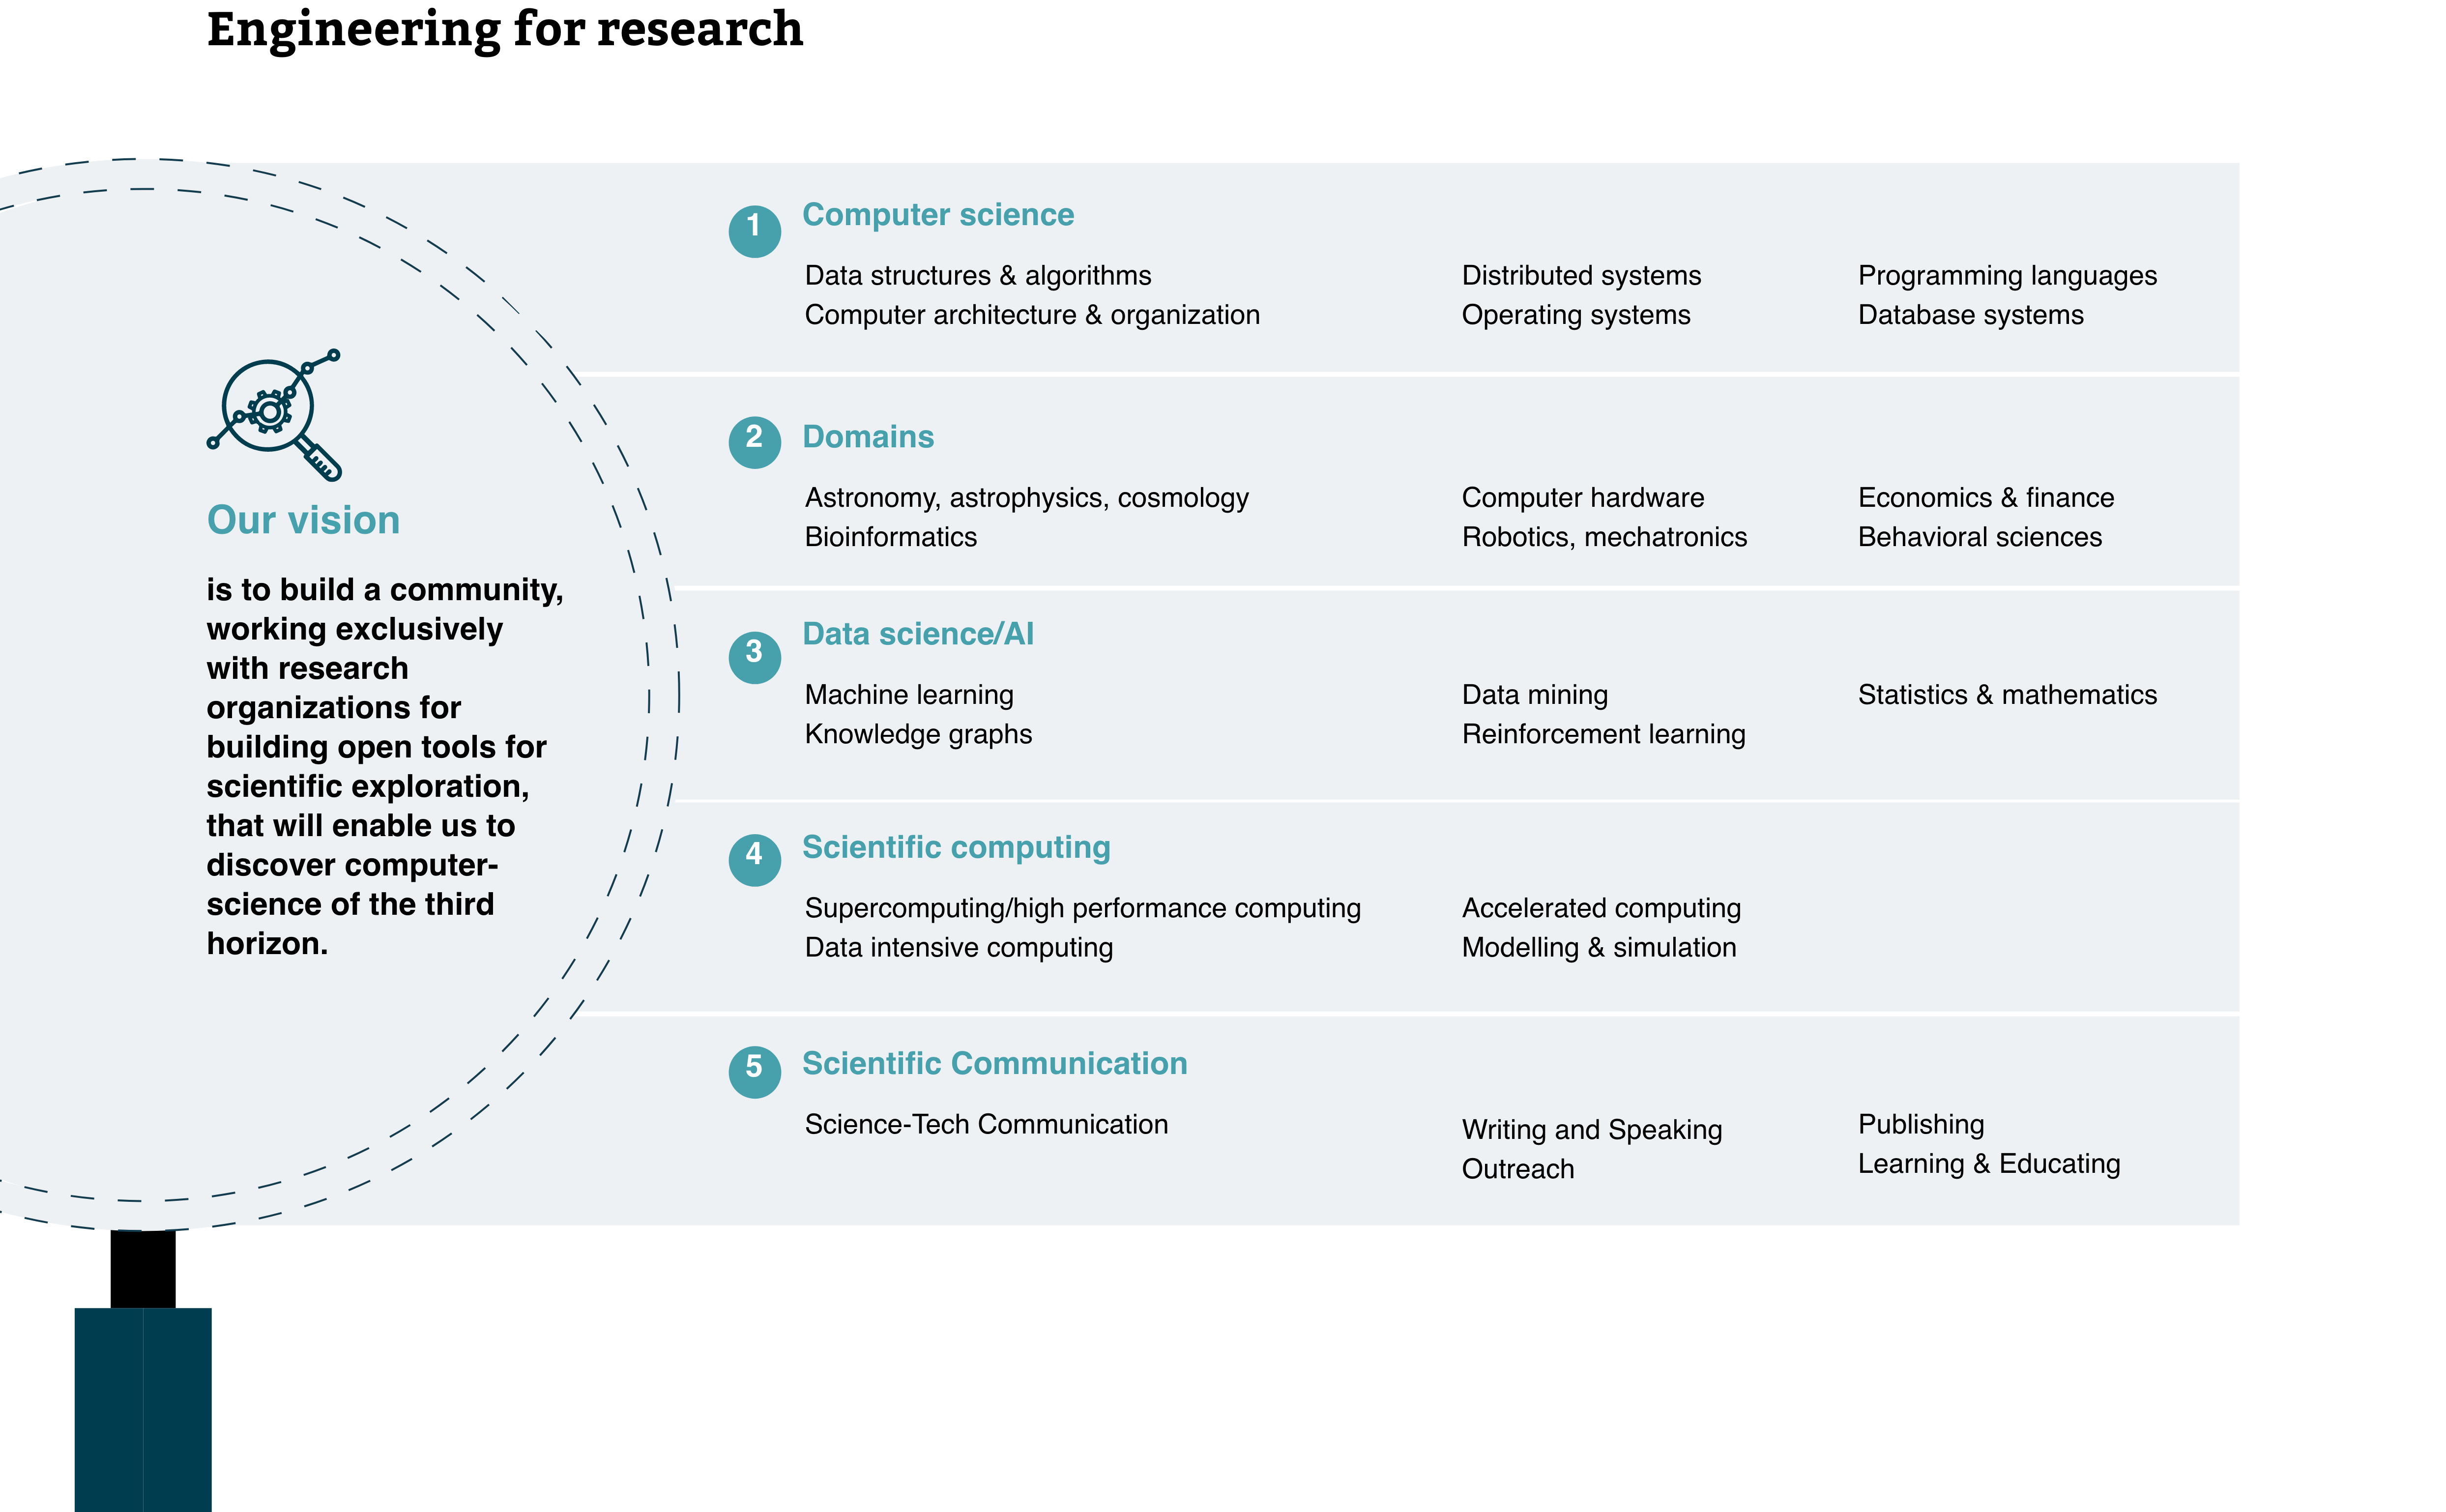 Engineering for research
Our vision
is to build a community,
working exclusively
with research
organizations for
building open tools for
scientific exploration,
that will enable us to
discover computer-
science of the third
horizon.
1
Computer science
Data structures & algorithms
Computer architecture & organization
Distributed systems
Operating systems
Programming languages
Database systems
2
Domains
Astronomy, astrophysics, cosmology
Bioinformatics
Computer hardware
Robotics, mechatronics
Economics & finance
Behavioral sciences
3
Data science/AI
Machine learning
Knowledge graphs
Data mining
Reinforcement learning
Statistics & mathematics
4
Scientific computing
Supercomputing/high performance computing
Data intensive computing
Accelerated computing
Modelling & simulation
5
Scientific Communication
Science-Tech Communication
Writing and Speaking
Outreach
Publishing
Learning & Educating